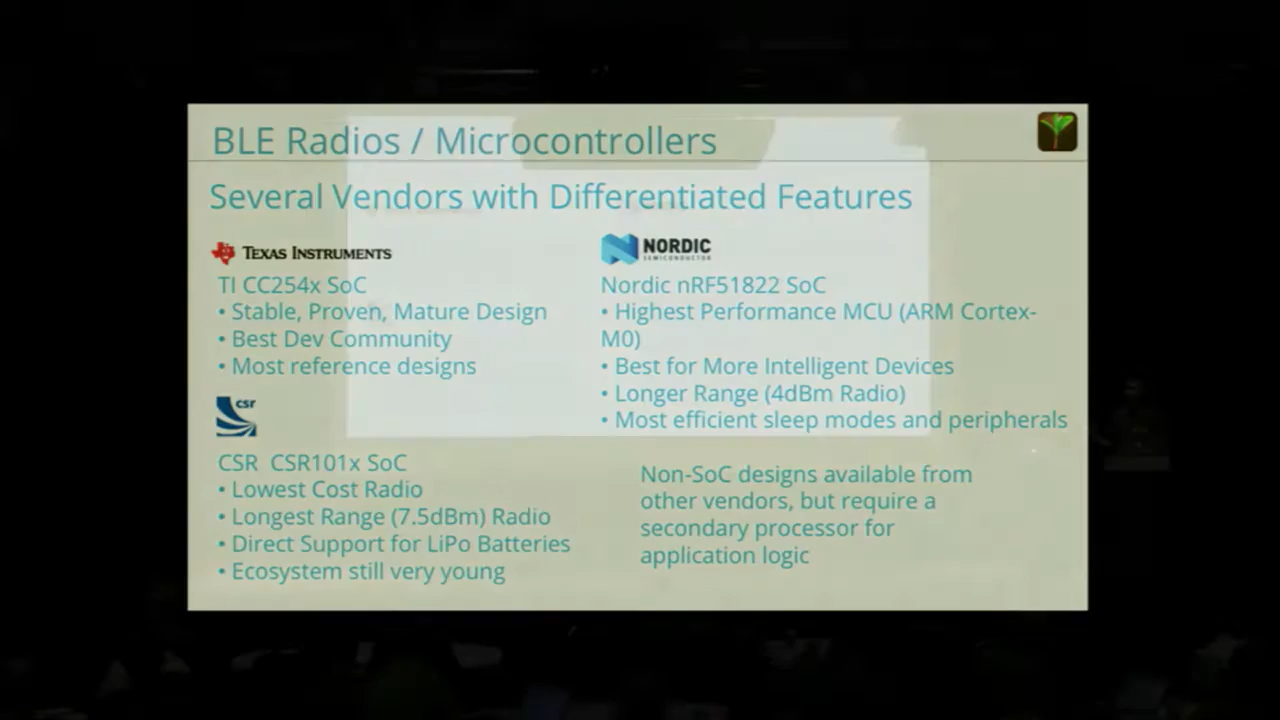 BLE Radios / Microcontrollers
Several Vendors with Differentiated Features
TEXAS INSTRUMENTS
TI CC254x SoC
• Stable, Proven, Mature Design
• Best Dev Community
• Most reference designs
csr
CSR CSR101x SoC
• Lowest Cost Radio
• Longest Range (7.5dBm) Radio
• Direct Support for LiPo Batteries
• Ecosystem still very young
NORDIC
SEMICONDUCTOR
Nordic nRF51822 SoC
• Highest Performance MCU (ARM Cortex-
M0)
• Best for More Intelligent Devices
• Longer Range (4dBm Radio)
• Most efficient sleep modes and peripherals
Non-SoC designs available from
other vendors, but require a
secondary processor for
application logic